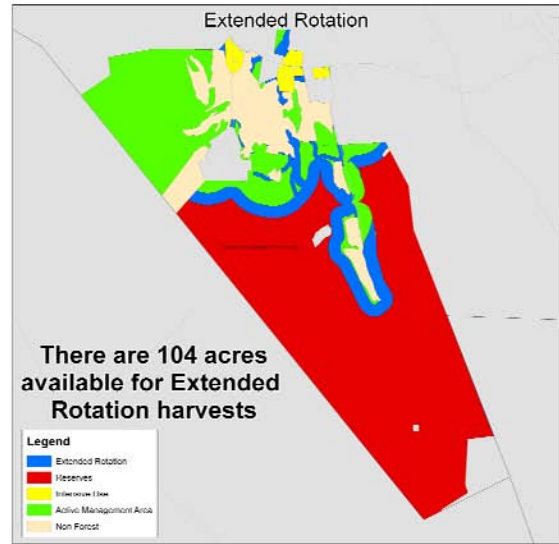 Extended Rotation
There are 104 acres
available for Extended
Rotation harvests
Legend
Extended Rotation
Reserves
Intensive Use
Active Management Area
Non Forest